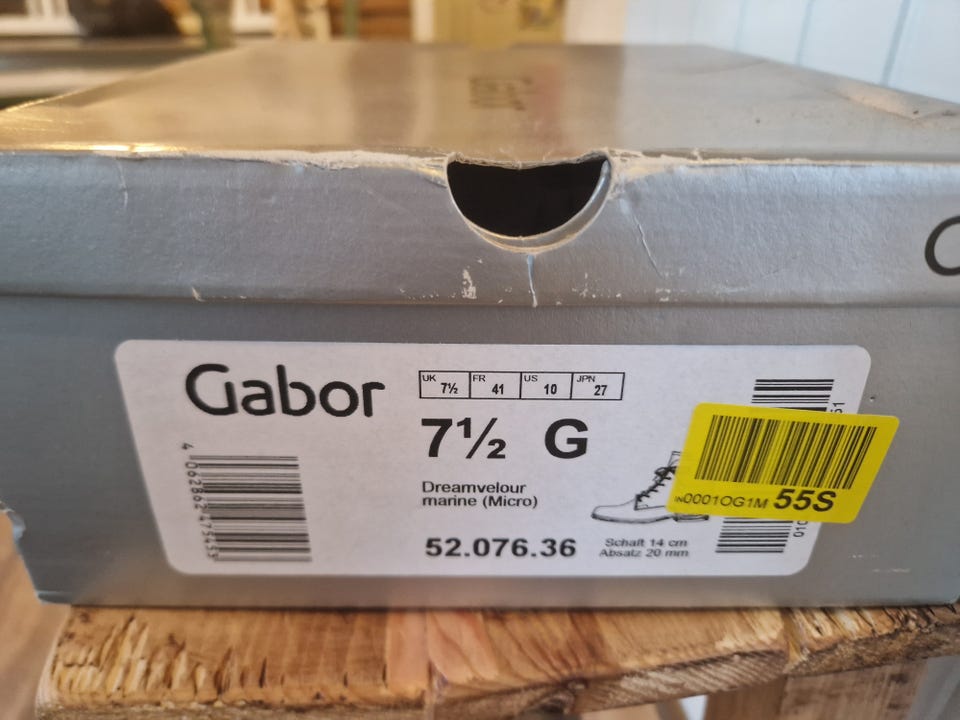 Gabor
UK 7½ FR 41 US 10 JPN 27
7½ G
Dreamvelour
marine (Micro)
52.076.36
Schaft 14 cm
Absatz 20 mm
IN00010G1M 55S